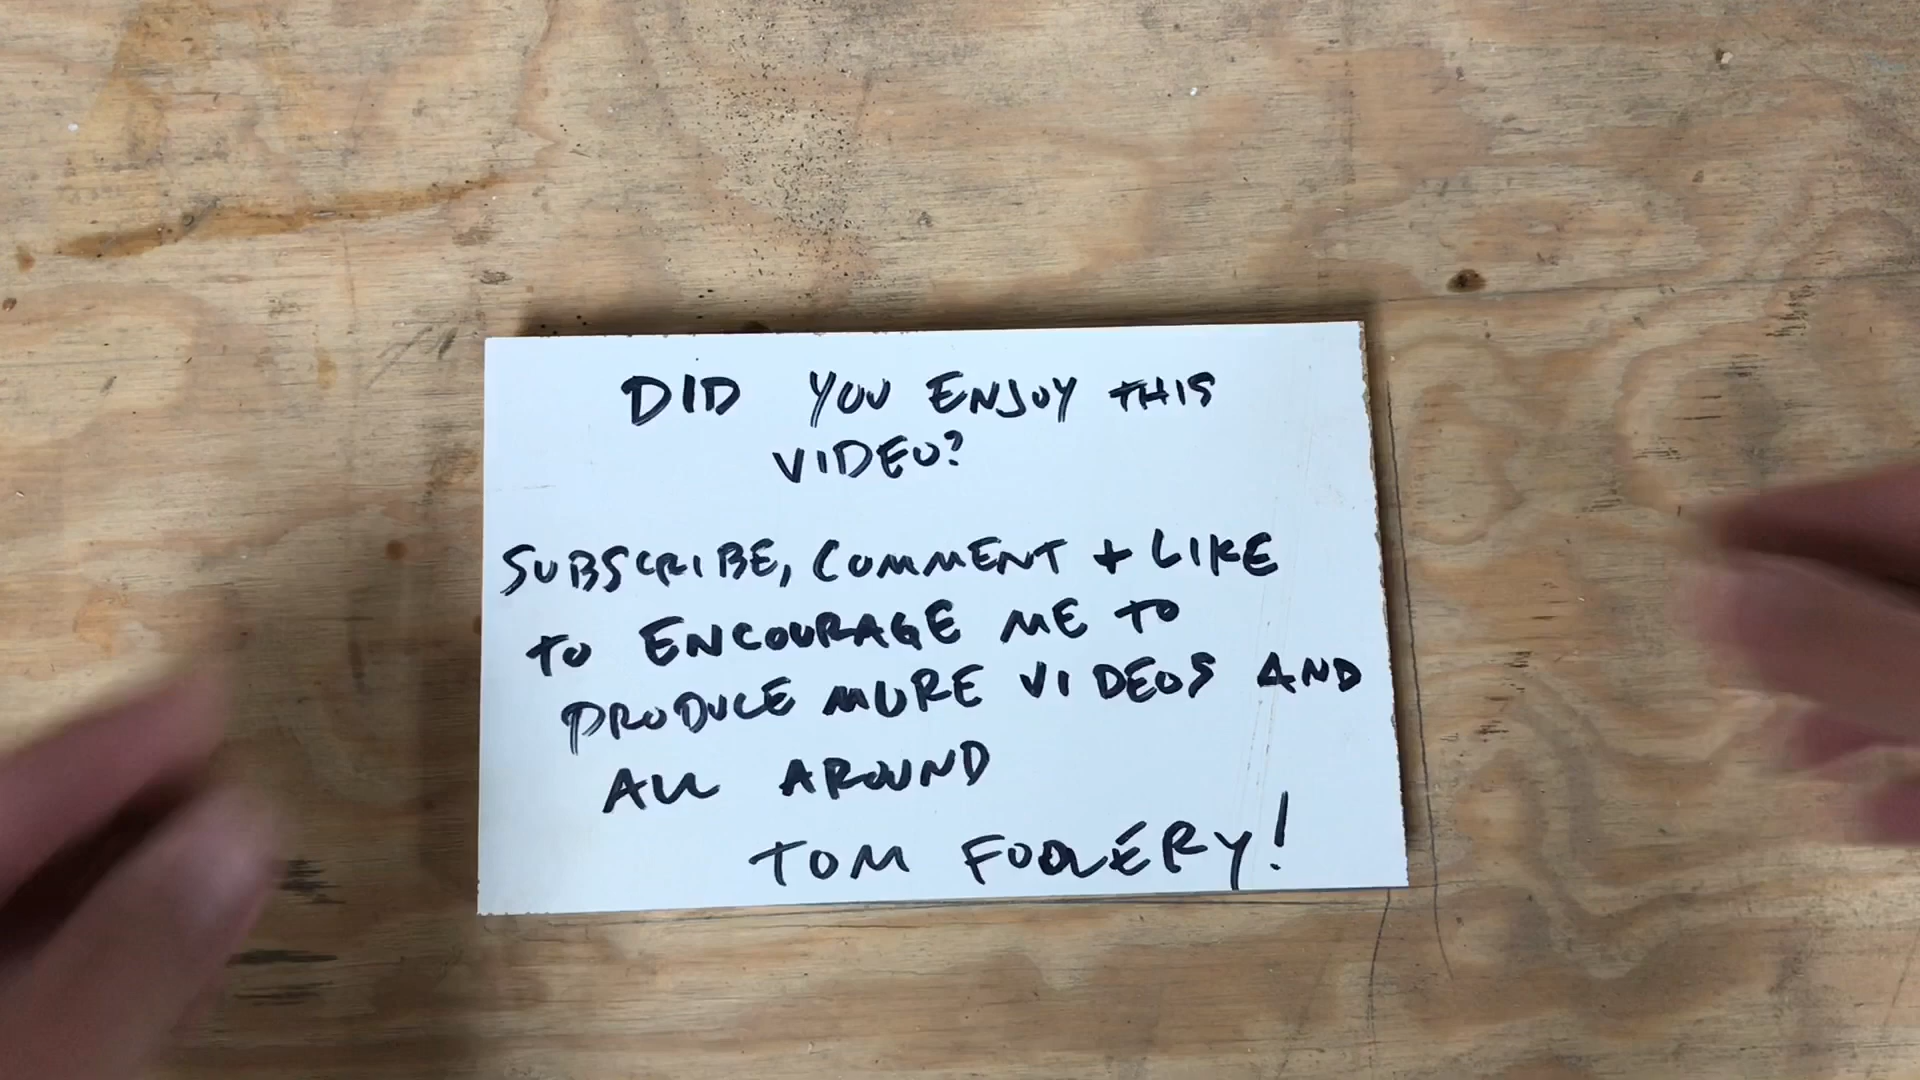 DID YOU ENJOY THIS
VIDEO?
SUBSCRIBE, COMMENT + LIKE
TO ENCOURAGE ME TO
PRODUCE MORE VIDEOS AND
ALL AROUND
TOM FOOLERY!